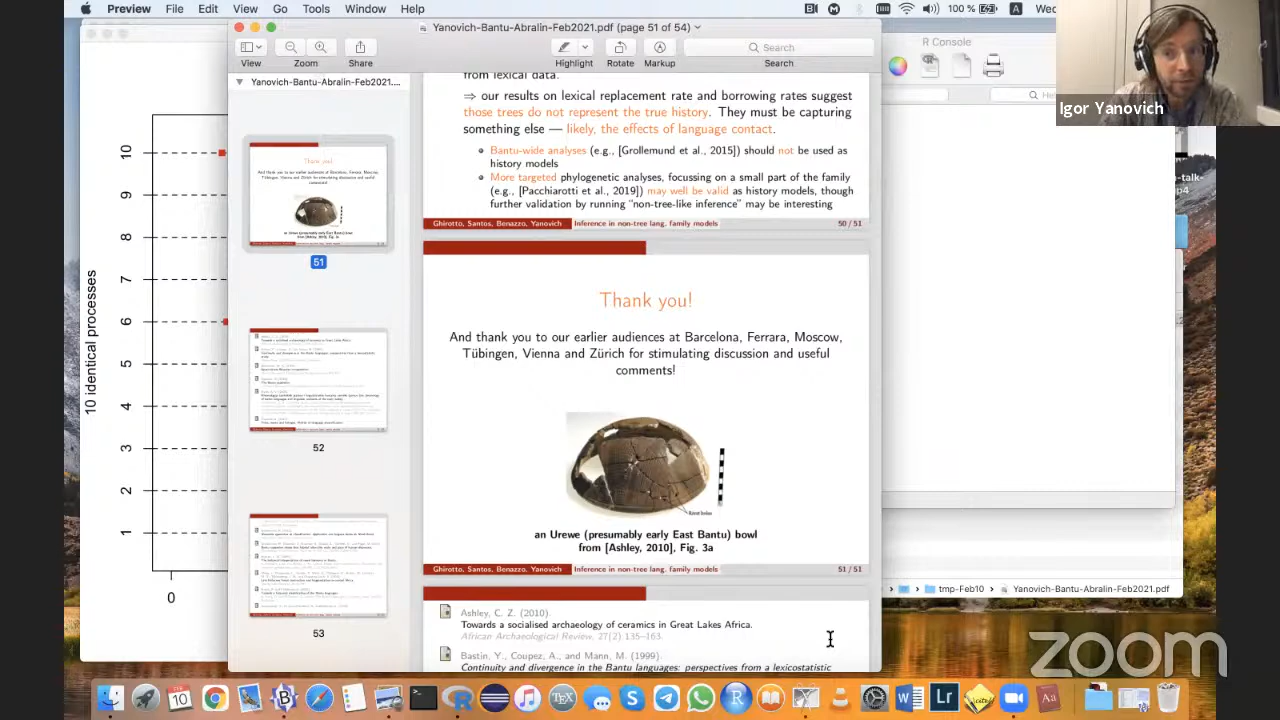 Preview File Edit View Go Tools Window Help
100 %
Wed
Yanovich-Bantu-Abralin-Feb2021.pdf (page 51 of 54)
R Console
View
Zoom
Share
Highlight
Rotate
Markup
Search
Search
Igor Yanovich
Yanovich-Bantu-Abralin-Feb2021....
from lexical data.
⇒ our results on lexical replacement rate and borrowing rates suggest
those trees do not represent the true history. They must be capturing
something else — likely, the effects of language contact.
Bantu-wide analyses (e.g., [Grollemund et al., 2015]) should not be used as
history models
More targeted phylogenetic analyses, focussing on a small part of the family
(e.g., [Pacchiarotti et al., 2019]) may well be valid as history models, though
further validation by running “non-tree-like inference” may be interesting
Ghirotto, Santos, Benazzo, Yanovich Inference in non-tree lang. family models 50 / 51
Thank you!
And thank you to our earlier audiences at Barcelona, Ferrara, Moscow,
Tübingen, Vienna and Zürich for stimulating discussion and useful
comments!
an Urewe (presumably early East Bantu) bowl
from [Ashley, 2010], Fig. 3a
Ghirotto, Santos, Benazzo, Yanovich Inference in non-tree lang. family models 51 / 51
Ashley, C. Z. (2010).
Towards a socialised archaeology of ceramics in Great Lakes Africa.
African Archaeological Review, 27(2):135–163.
Bastin, Y., Coupez, A., and Mann, M. (1999).
Continuity and divergence in the Bantu languages: perspectives from a lexicostatistic
51
52
53
10 identical processes
10
9
8
7
6
5
4
3
2
1
0
-talk-
tmp-Feb10
Yanovich-Bantu-Abralin-Feb2021.pdf
zoom